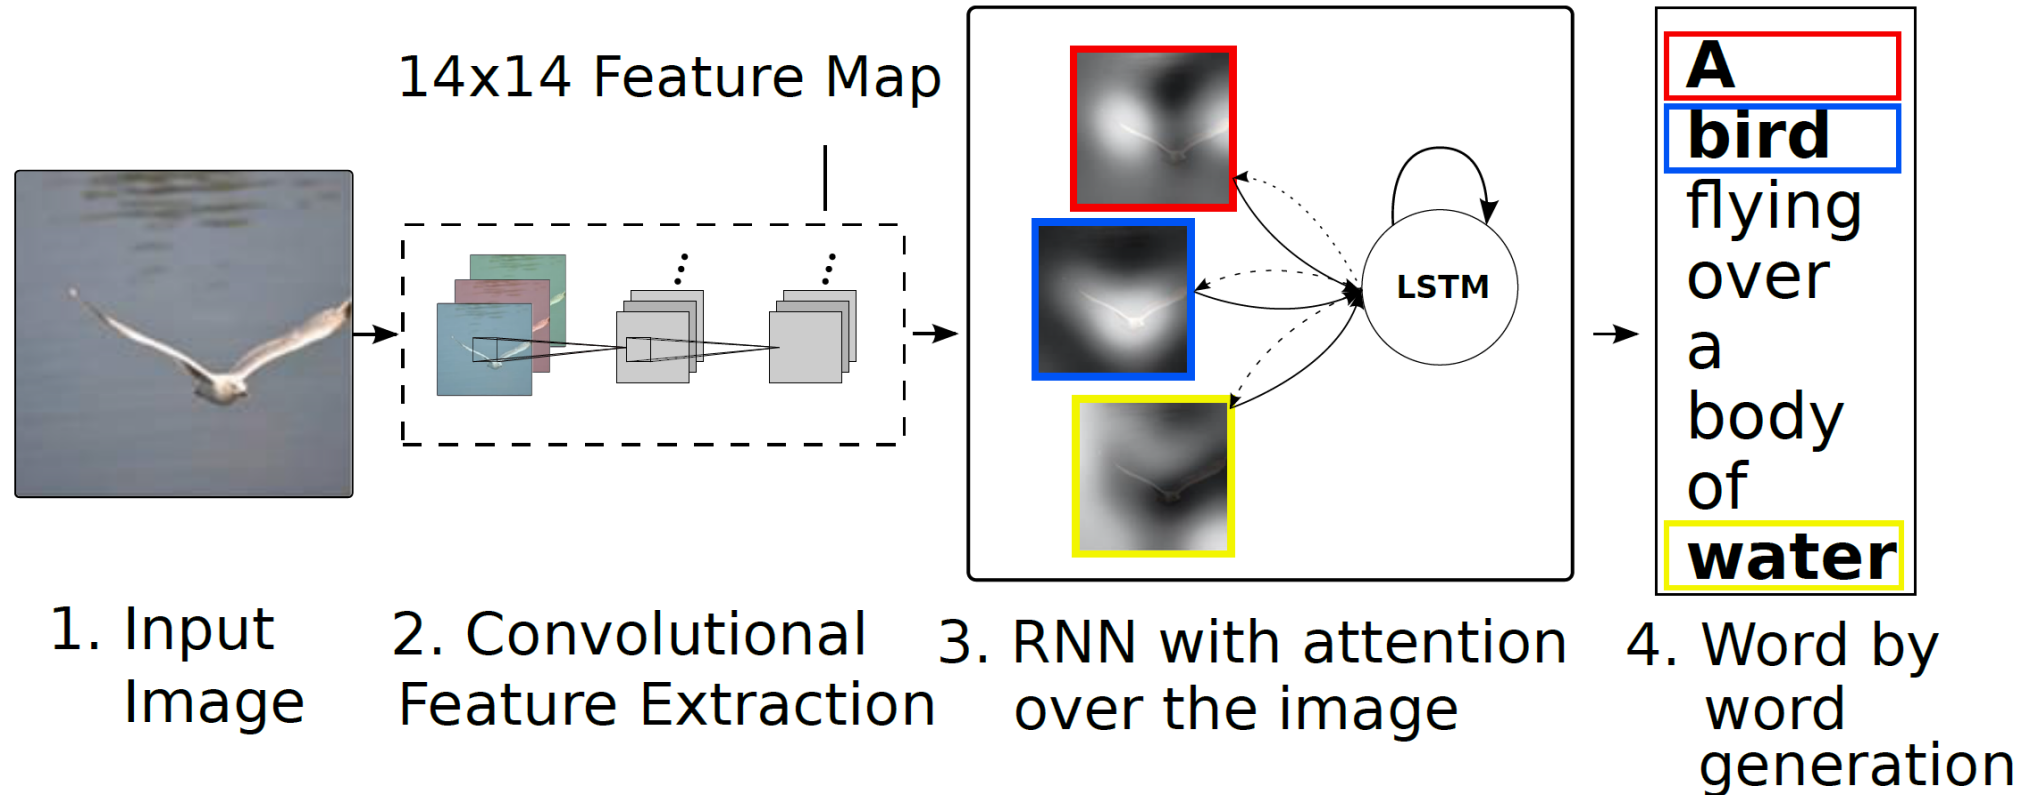 14x14 Feature Map
LSTM
A
bird
flying
over
a
body
of
water
1. Input
Image
2. Convolutional
Feature Extraction
3. RNN with attention
over the image
4. Word by
word
generation